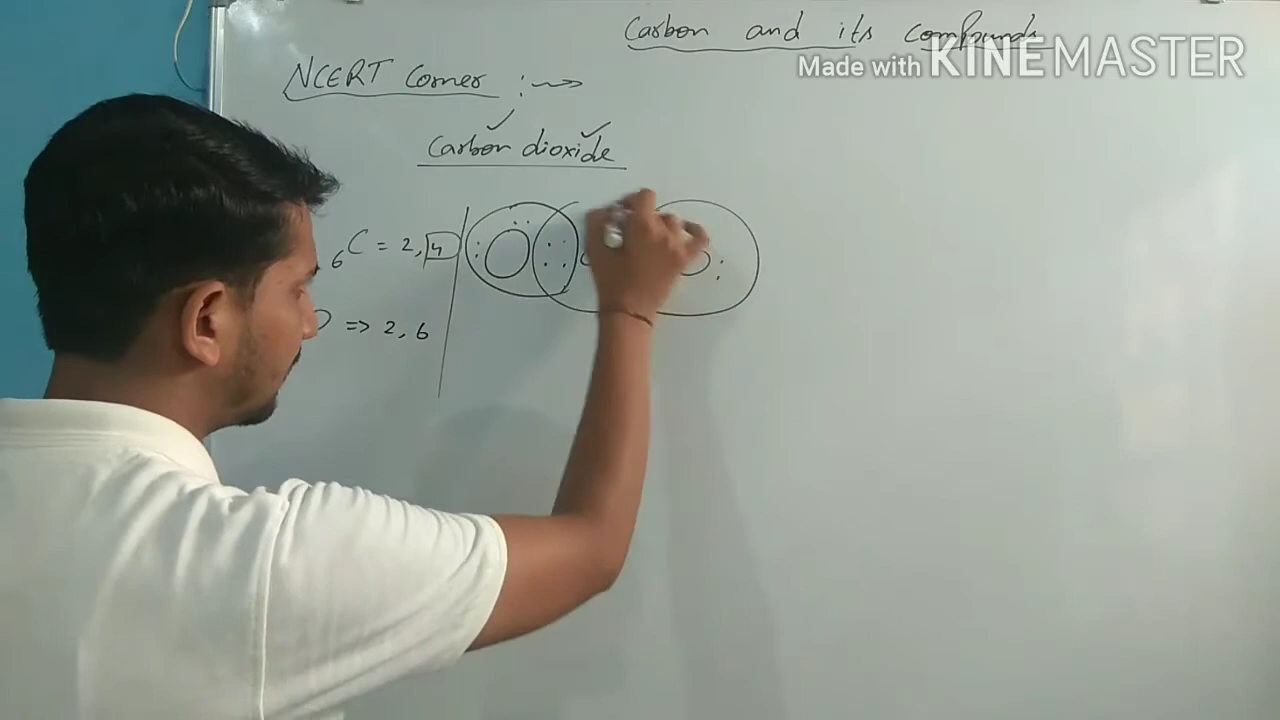 Carbon and its compounds
Made with KINEMASTER
NCERT Corner :
Carbon dioxide
6C = 2, 4
O => 2, 6